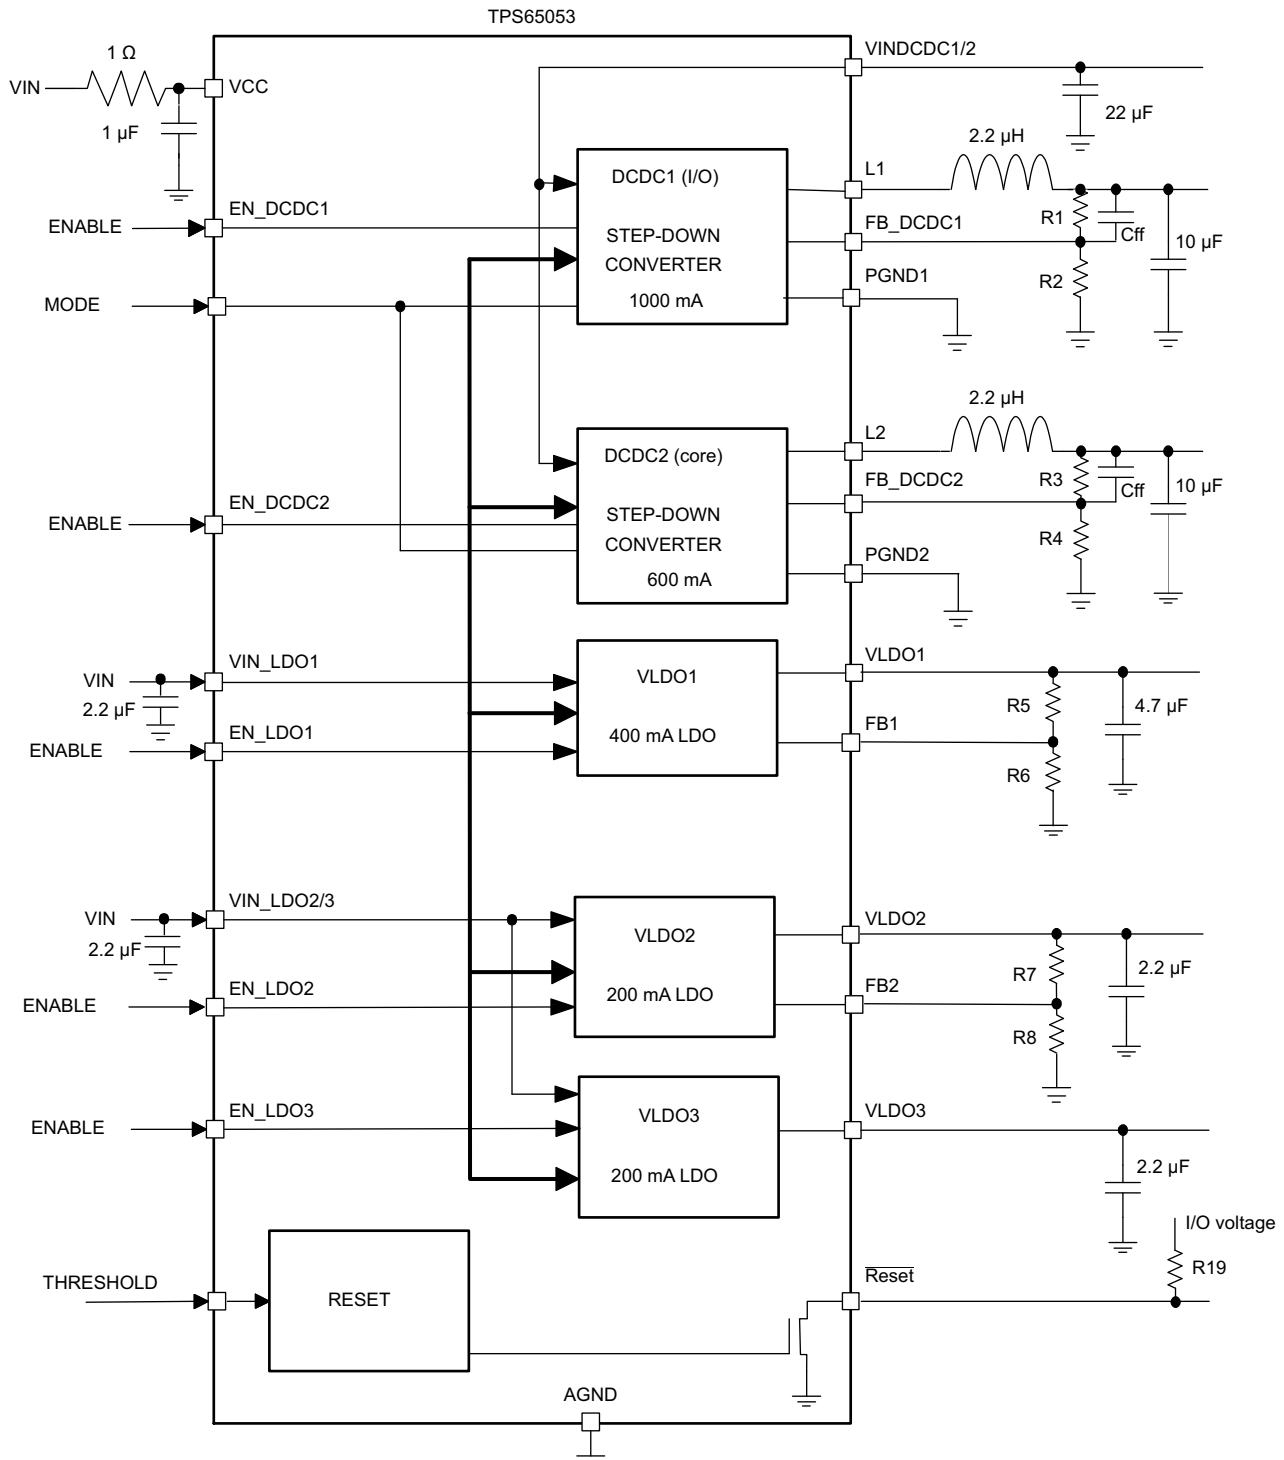 TPS65053
1 Ω
VIN
VCC
1 µF
VINDCDC1/2
22 µF
2.2 µH
DCDC1 (I/O)
STEP-DOWN
CONVERTER
1000 mA
L1
R1
Cff
10 µF
FB_DCDC1
R2
PGND1
ENABLE
EN_DCDC1
MODE
2.2 µH
DCDC2 (core)
STEP-DOWN
CONVERTER
600 mA
L2
R3
Cff
10 µF
FB_DCDC2
R4
PGND2
ENABLE
EN_DCDC2
VIN
VIN_LDO1
2.2 µF
ENABLE
EN_LDO1
VLDO1
400 mA LDO
VLDO1
R5
4.7 µF
FB1
R6
VIN
VIN_LDO2/3
2.2 µF
ENABLE
EN_LDO2
VLDO2
200 mA LDO
VLDO2
R7
2.2 µF
FB2
R8
ENABLE
EN_LDO3
VLDO3
200 mA LDO
VLDO3
2.2 µF
I/O voltage
R19
THRESHOLD
RESET
Reset
AGND